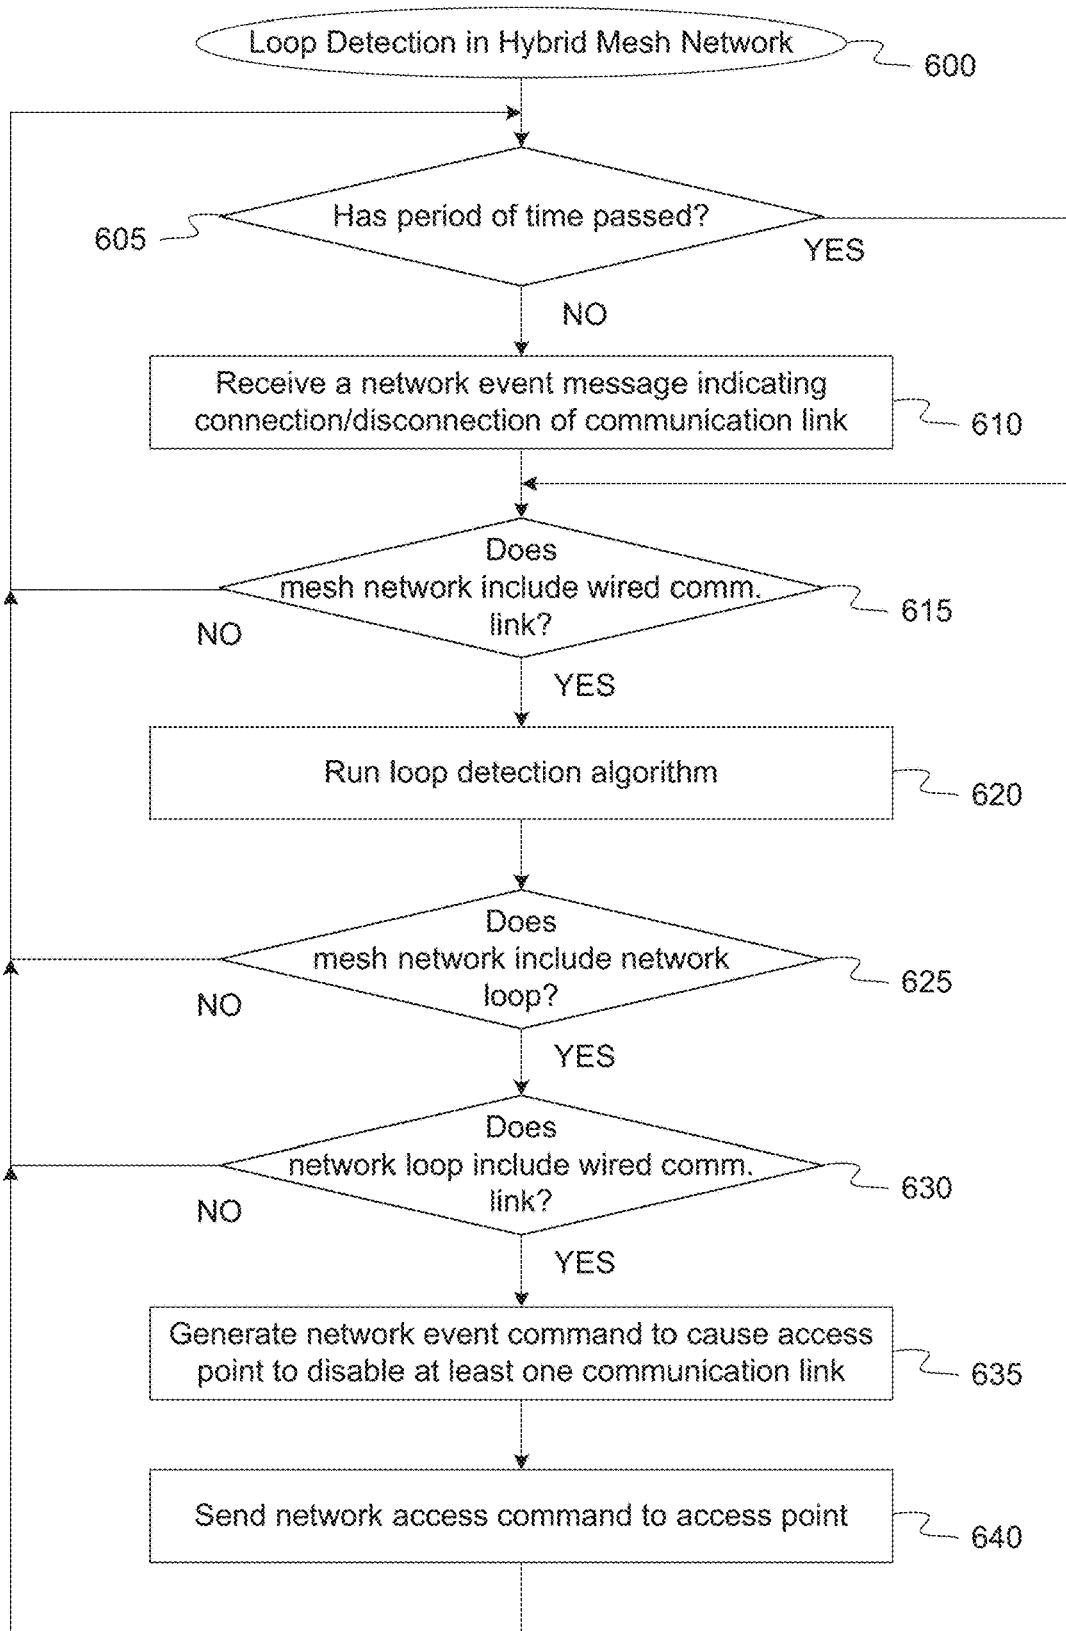 Loop Detection in Hybrid Mesh Network
600
Has period of time passed?
605
YES
NO
Receive a network event message indicating
connection/disconnection of communication link
610
Does
mesh network include wired comm.
link?
615
NO
YES
Run loop detection algorithm
620
Does
mesh network include network
loop?
625
NO
YES
Does
network loop include wired comm.
link?
630
NO
YES
Generate network event command to cause access
point to disable at least one communication link
635
Send network access command to access point
640